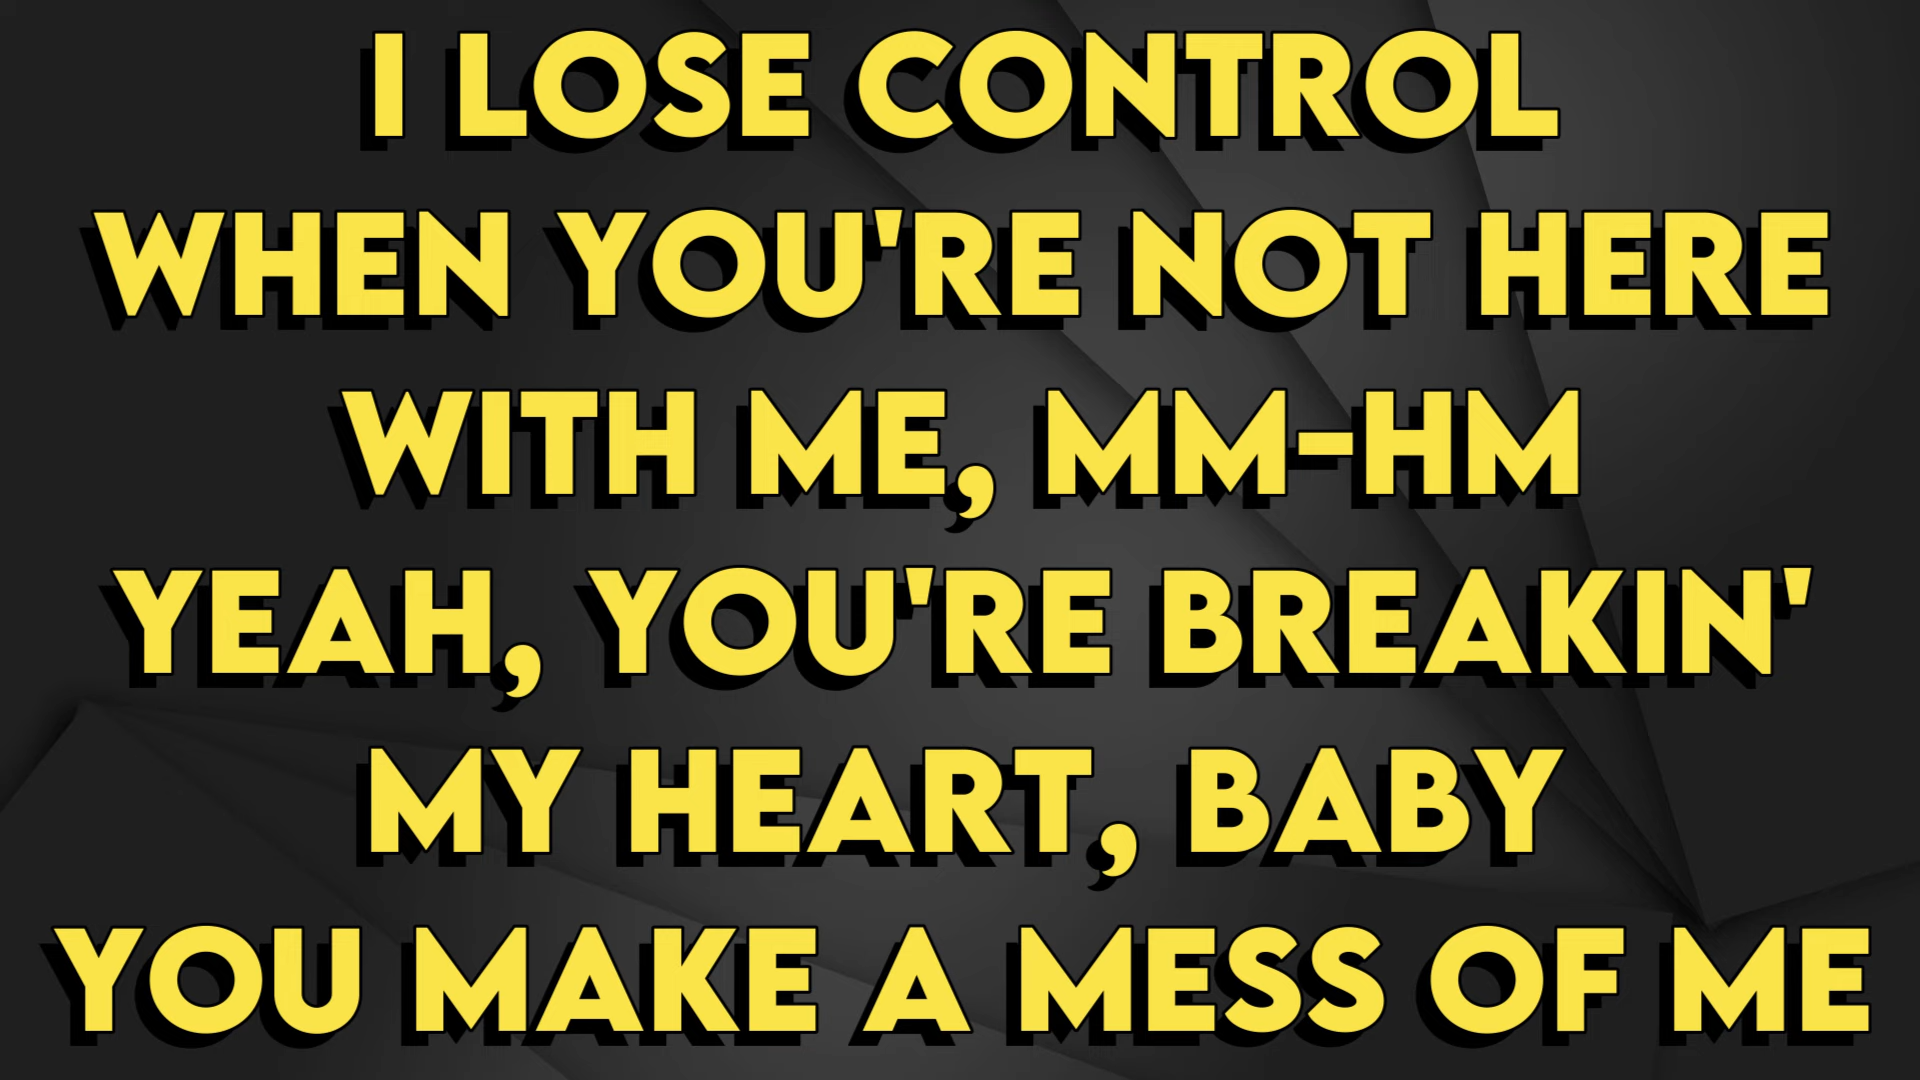 I LOSE CONTROL
WHEN YOU'RE NOT HERE
WITH ME, MM-HM
YEAH, YOU'RE BREAKIN'
MY HEART, BABY
YOU MAKE A MESS OF ME